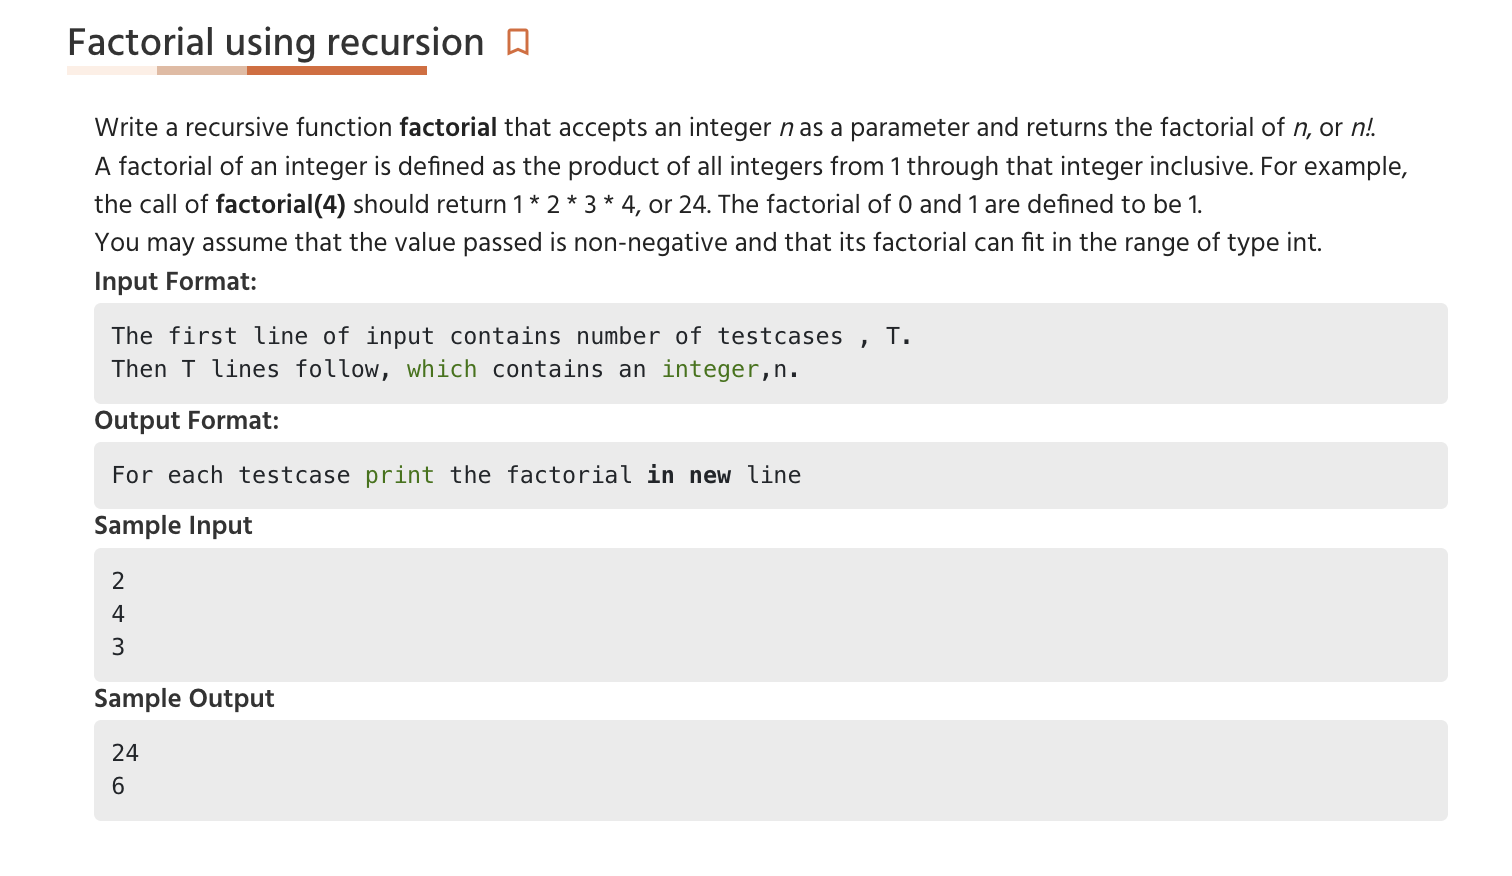 Factorial using recursion
Write a recursive function factorial that accepts an integer n as a parameter and returns the factorial of n, or n!.
A factorial of an integer is defined as the product of all integers from 1 through that integer inclusive. For example,
the call of factorial(4) should return 1 * 2 * 3 * 4, or 24. The factorial of 0 and 1 are defined to be 1.
You may assume that the value passed is non-negative and that its factorial can fit in the range of type int.
Input Format:
The first line of input contains number of testcases , T.
Then T lines follow, which contains an integer,n.
Output Format:
For each testcase print the factorial in new line
Sample Input
2
4
3
Sample Output
24
6